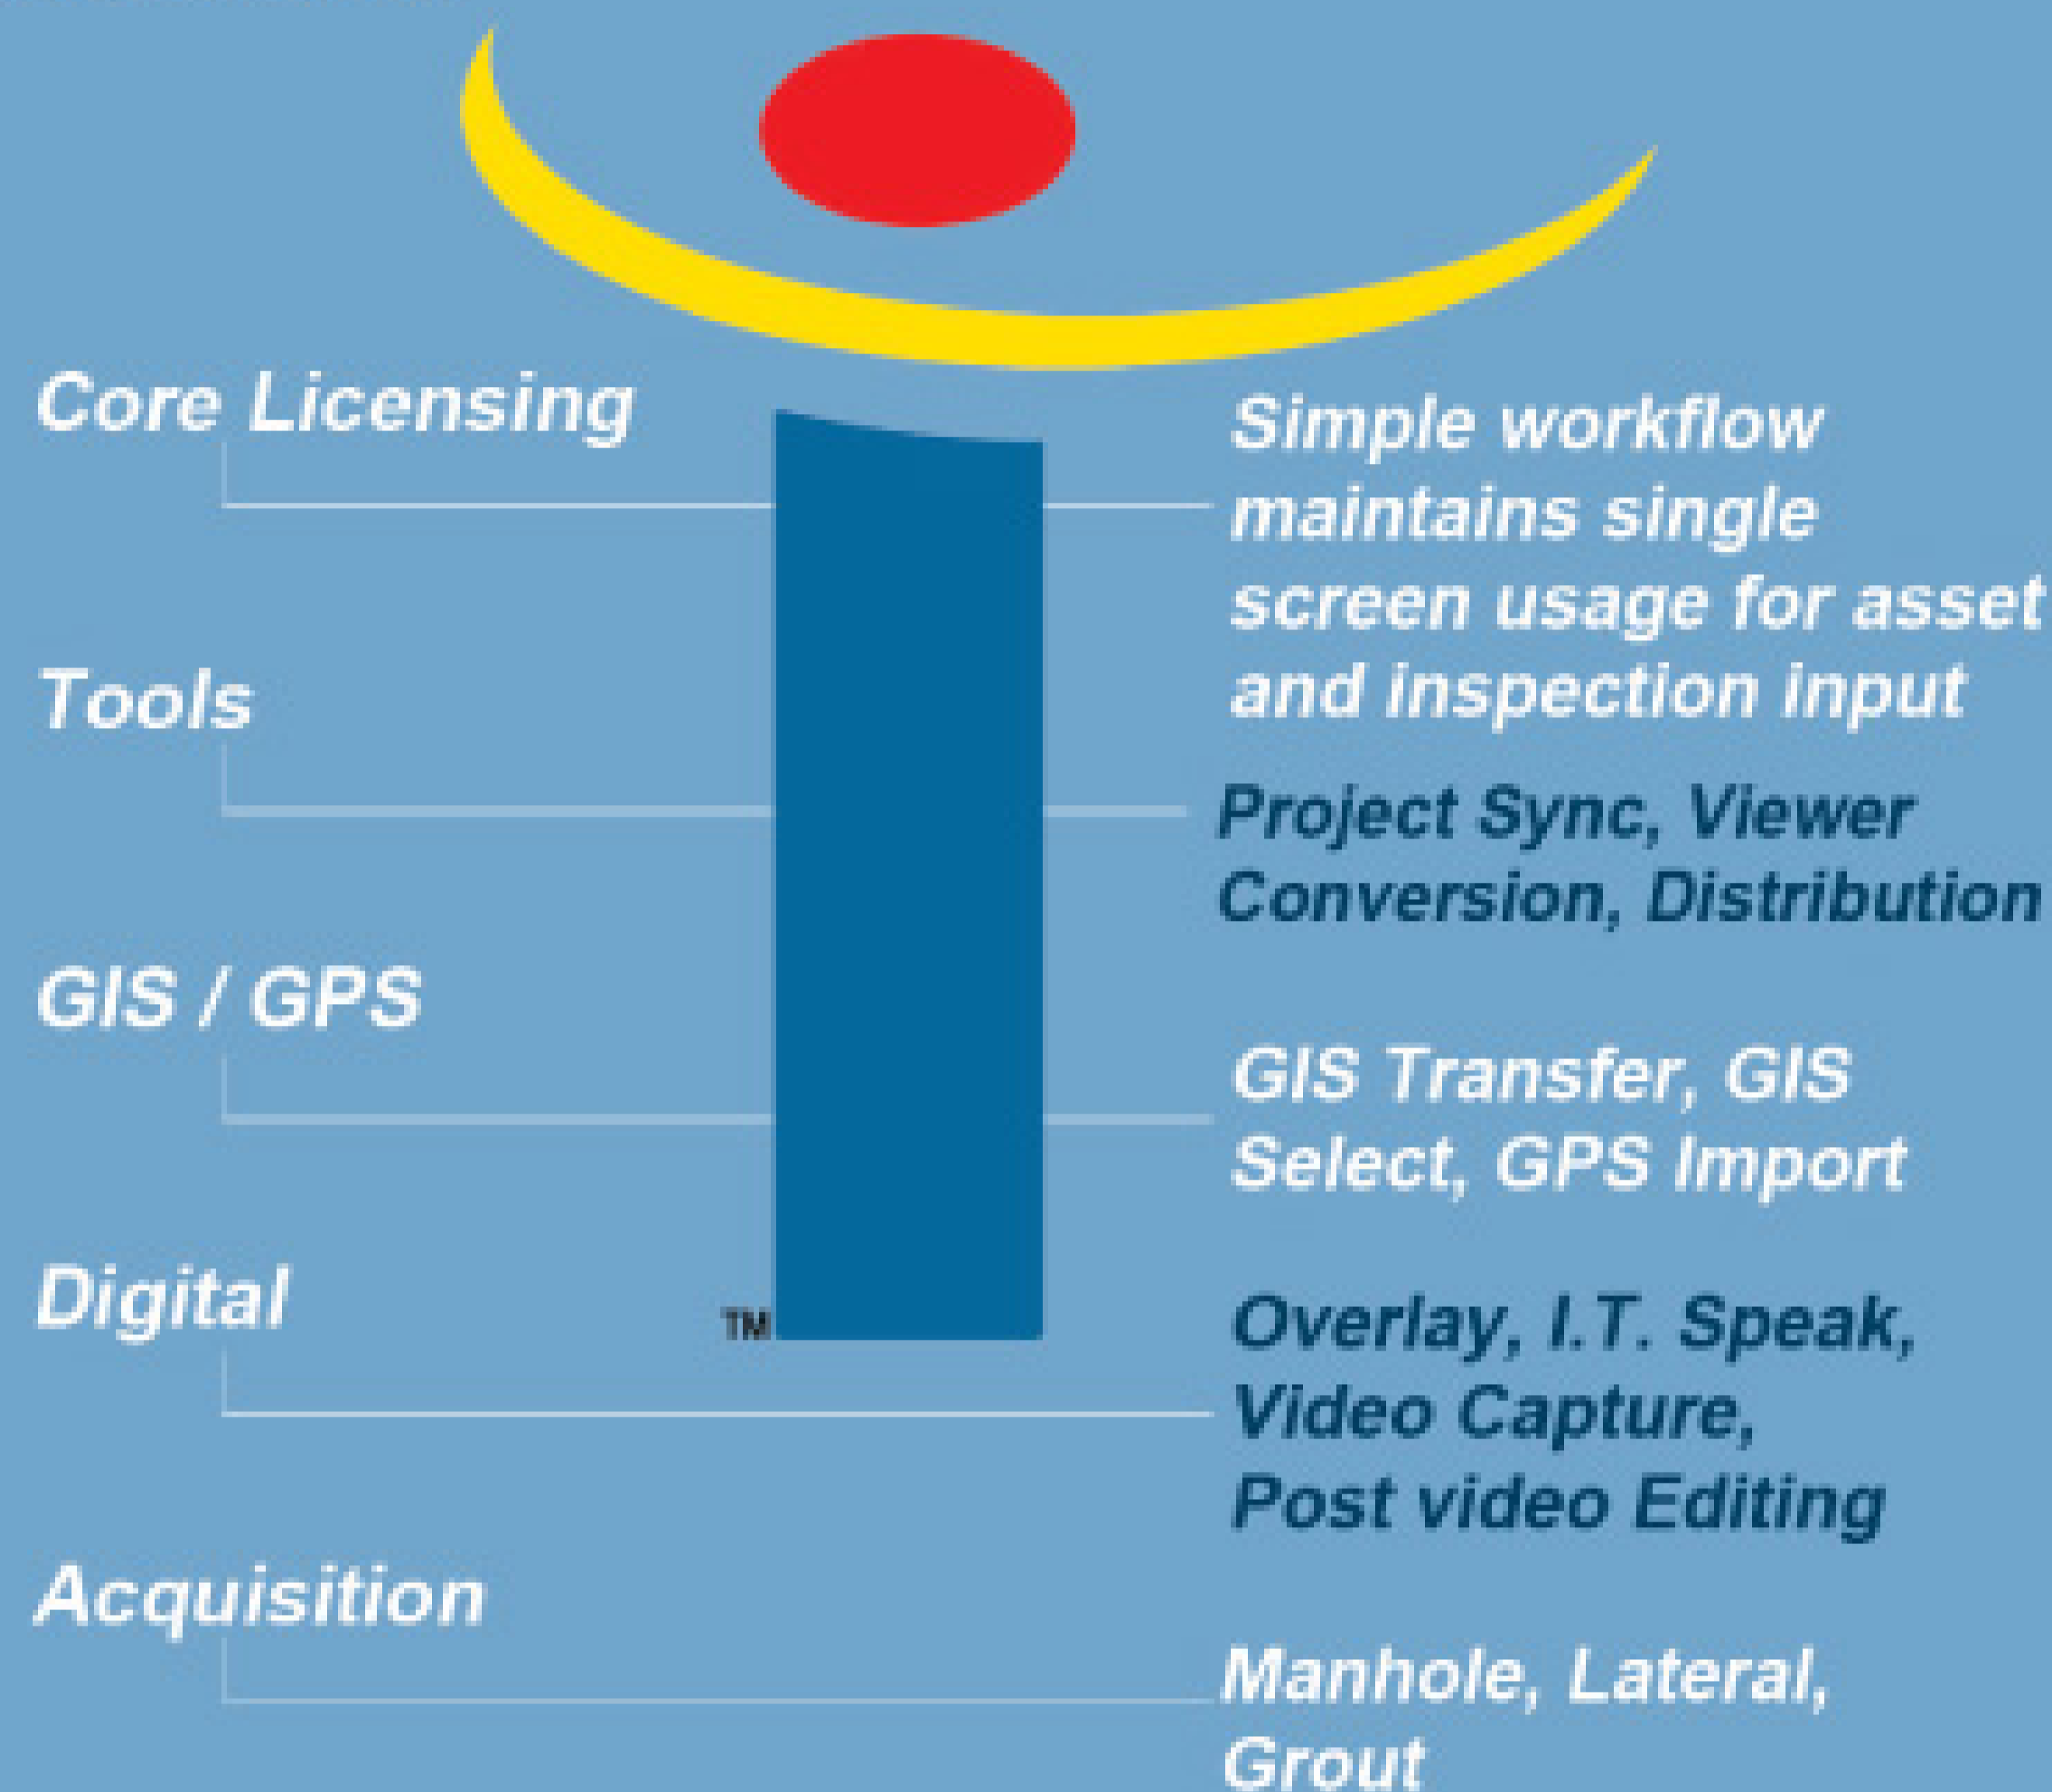 Core Licensing
Simple workflow
maintains single
screen usage for asset
and inspection input
Tools
Project Sync, Viewer
Conversion, Distribution
GIS / GPS
GIS Transfer, GIS
Select, GPS Import
Digital
TM
Overlay, I.T. Speak,
Video Capture,
Post video Editing
Acquisition
Manhole, Lateral,
Grout